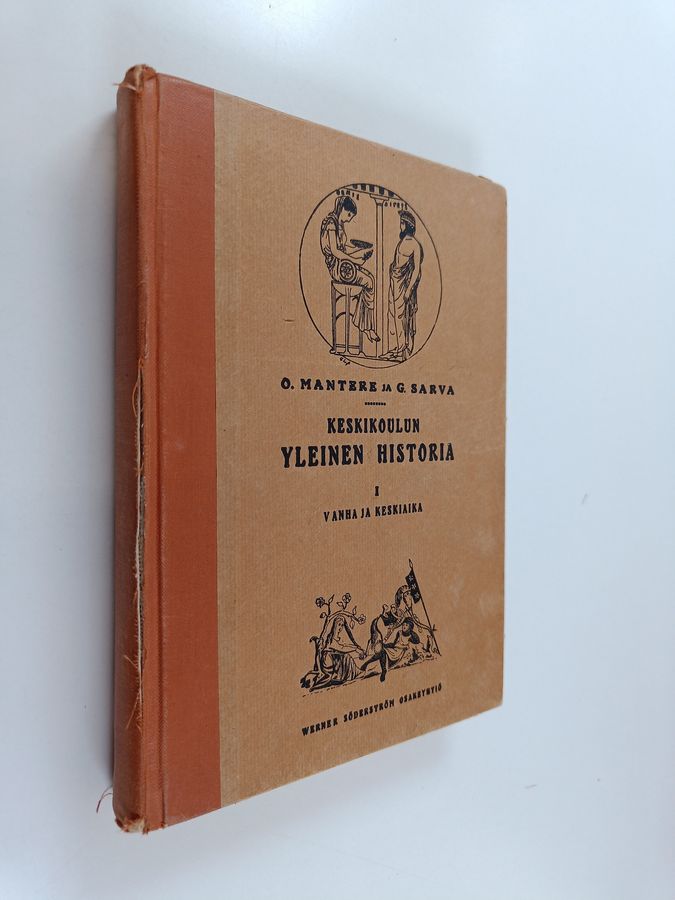 O. MANTERE JA G. SARVA
KESKIKOULUN
YLEINEN HISTORIA
I
VANHA JA KESKIAIKA
WERNER SÖDERSTRÖM OSAKEYHTIÖ